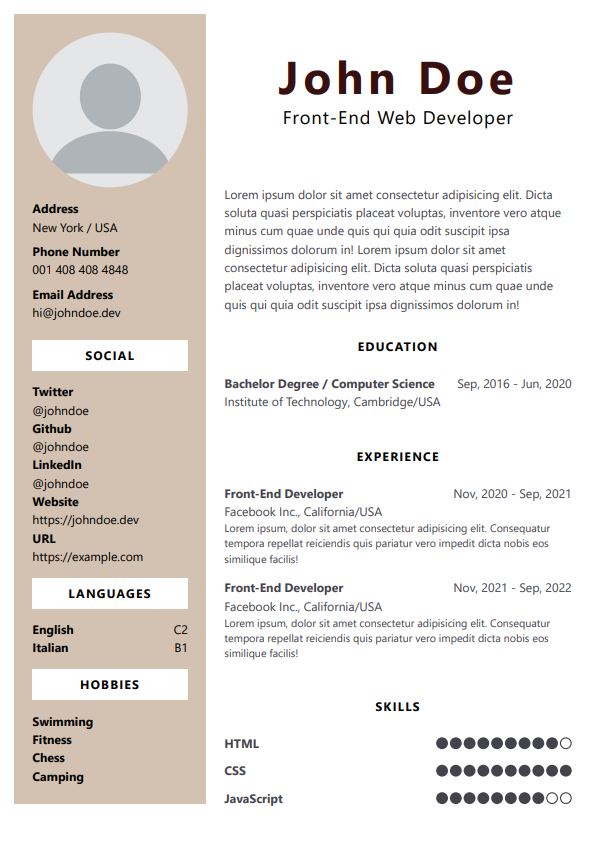 John Doe
Front-End Web Developer
Address
New York / USA
Phone Number
001 408 408 4848
Email Address
hi@johndoe.dev
SOCIAL
Twitter
@johndoe
Github
@johndoe
LinkedIn
@johndoe
Website
https://johndoe.dev
URL
https://example.com
LANGUAGES
English C2
Italian B1
HOBBIES
Swimming
Fitness
Chess
Camping
Lorem ipsum dolor sit amet consectetur adipisicing elit. Dicta
soluta quasi perspiciatis placeat voluptas, inventore vero atque
minus cum quae unde quis qui quia odit suscipit ipsa
dignissimos dolorum in! Lorem ipsum dolor sit amet
consectetur adipisicing elit. Dicta soluta quasi perspiciatis
placeat voluptas, inventore vero atque minus cum quae unde
quis qui quia odit suscipit ipsa dignissimos dolorum in!
EDUCATION
Bachelor Degree / Computer Science Sep, 2016 - Jun, 2020
Institute of Technology, Cambridge/USA
EXPERIENCE
Front-End Developer Nov, 2020 - Sep, 2021
Facebook Inc., California/USA
Lorem ipsum, dolor sit amet consectetur adipisicing elit. Consequatur
tempora repellat reiciendis quis pariatur vero impedit dicta nobis eos
similique facilis!
Front-End Developer Nov, 2021 - Sep, 2022
Facebook Inc., California/USA
Lorem ipsum, dolor sit amet consectetur adipisicing elit. Consequatur
tempora repellat reiciendis quis pariatur vero impedit dicta nobis eos
similique facilis!
SKILLS
HTML
CSS
JavaScript